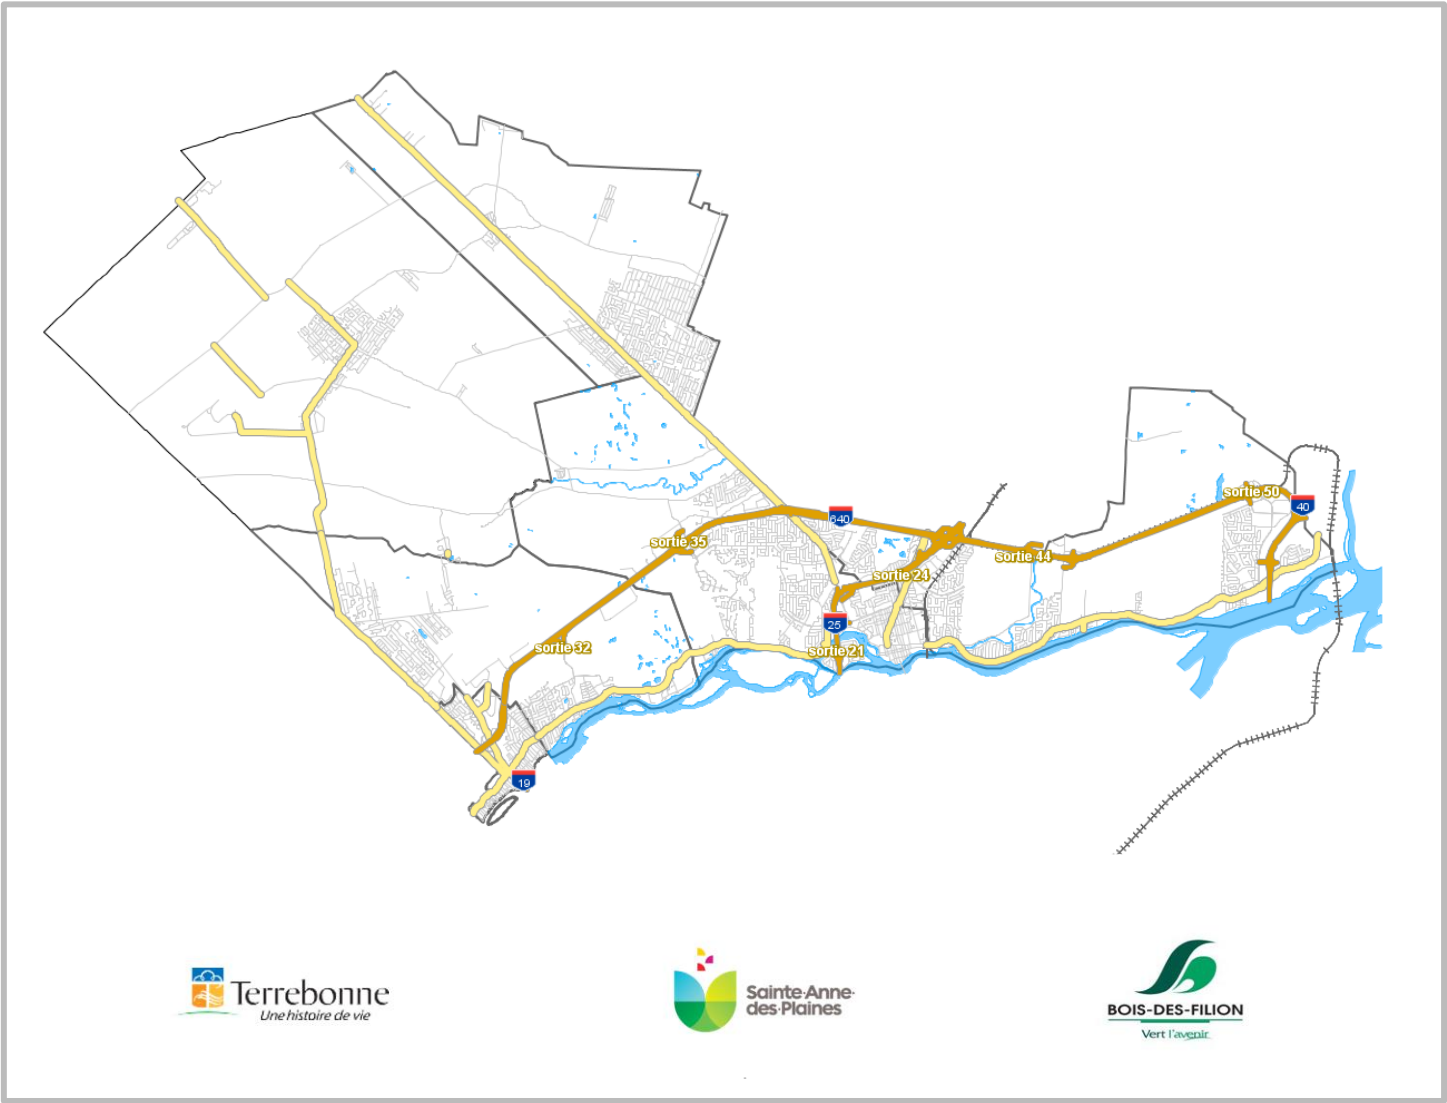 sortie 50
40
640
sortie 35
sortie 44
sortie 24
25
sortie 32
sortie 21
19
Terrebonne
Une histoire de vie
Sainte-Anne-
des-Plaines
BOIS-DES-FILION
Vert l'avenir